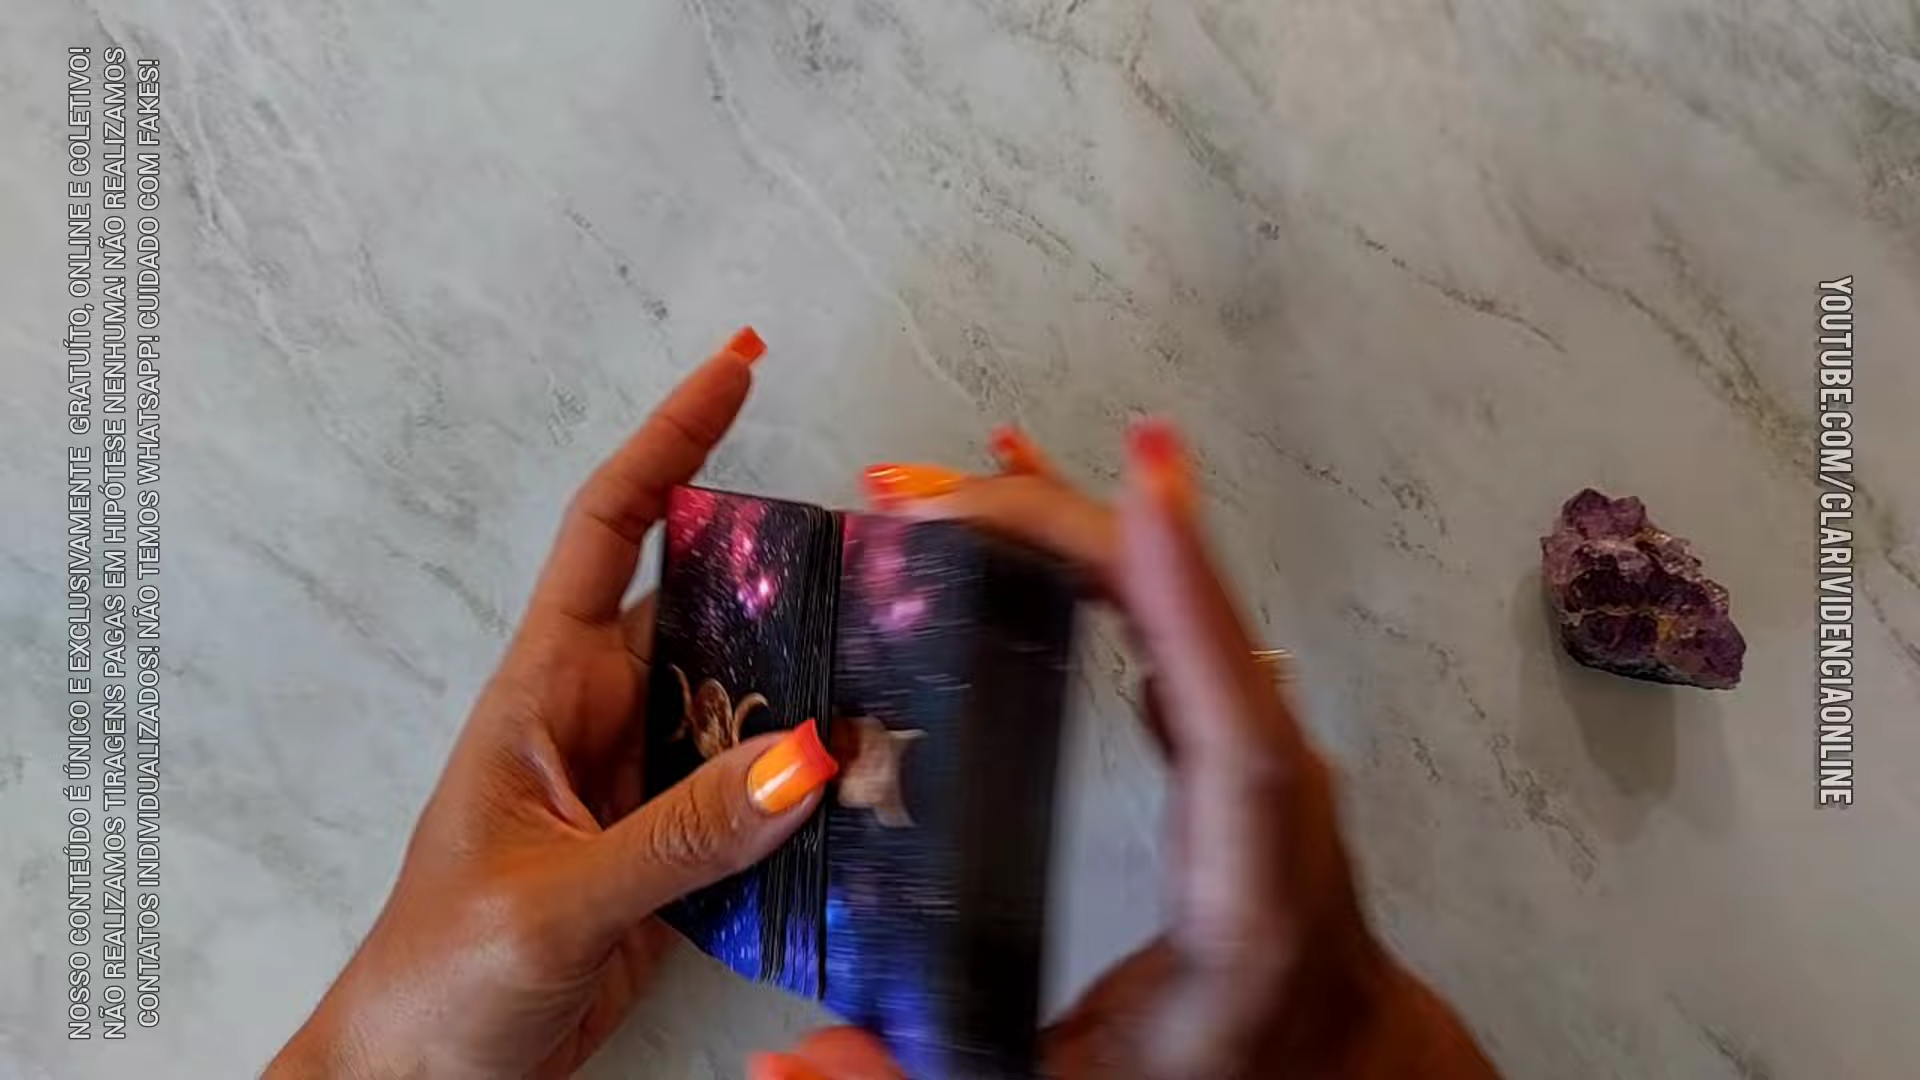 NOSSO CONTEÚDO É ÚNICO E EXCLUSIVAMENTE GRATUÍTO, ONLINE E COLETIVO!
NÃO REALIZAMOS TIRAGENS PAGAS EM HIPÓTESE NENHUMA! NÃO REALIZAMOS
CONTATOS INDIVIDUALIZADOS! NÃO TEMOS WHATSAPP! CUIDADO COM FAKES!
YOUTUBE.COM/CLARIVIDENCIAONLINE